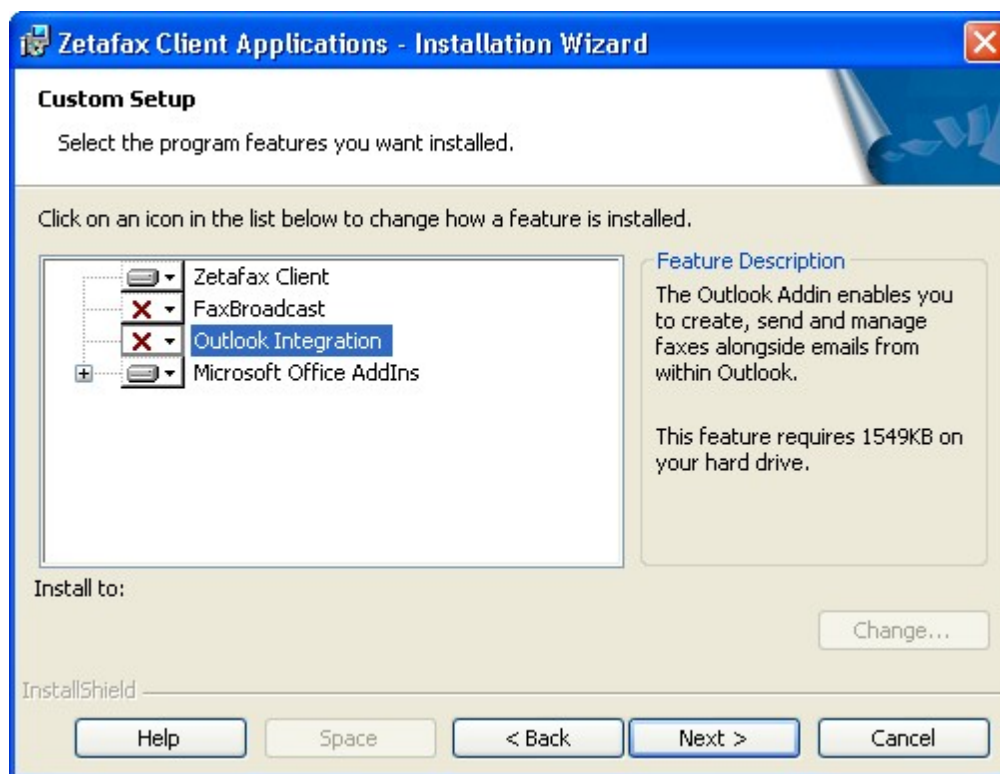 Zetafax Client Applications - Installation Wizard
Custom Setup
Select the program features you want installed.
Click on an icon in the list below to change how a feature is installed.
Zetafax Client
FaxBroadcast
Outlook Integration
Microsoft Office AddIns
Feature Description
The Outlook Addin enables you
to create, send and manage
faxes alongside emails from
within Outlook.
This feature requires 1549KB on
your hard drive.
Install to:
Change...
InstallShield
Help
Space
< Back
Next >
Cancel